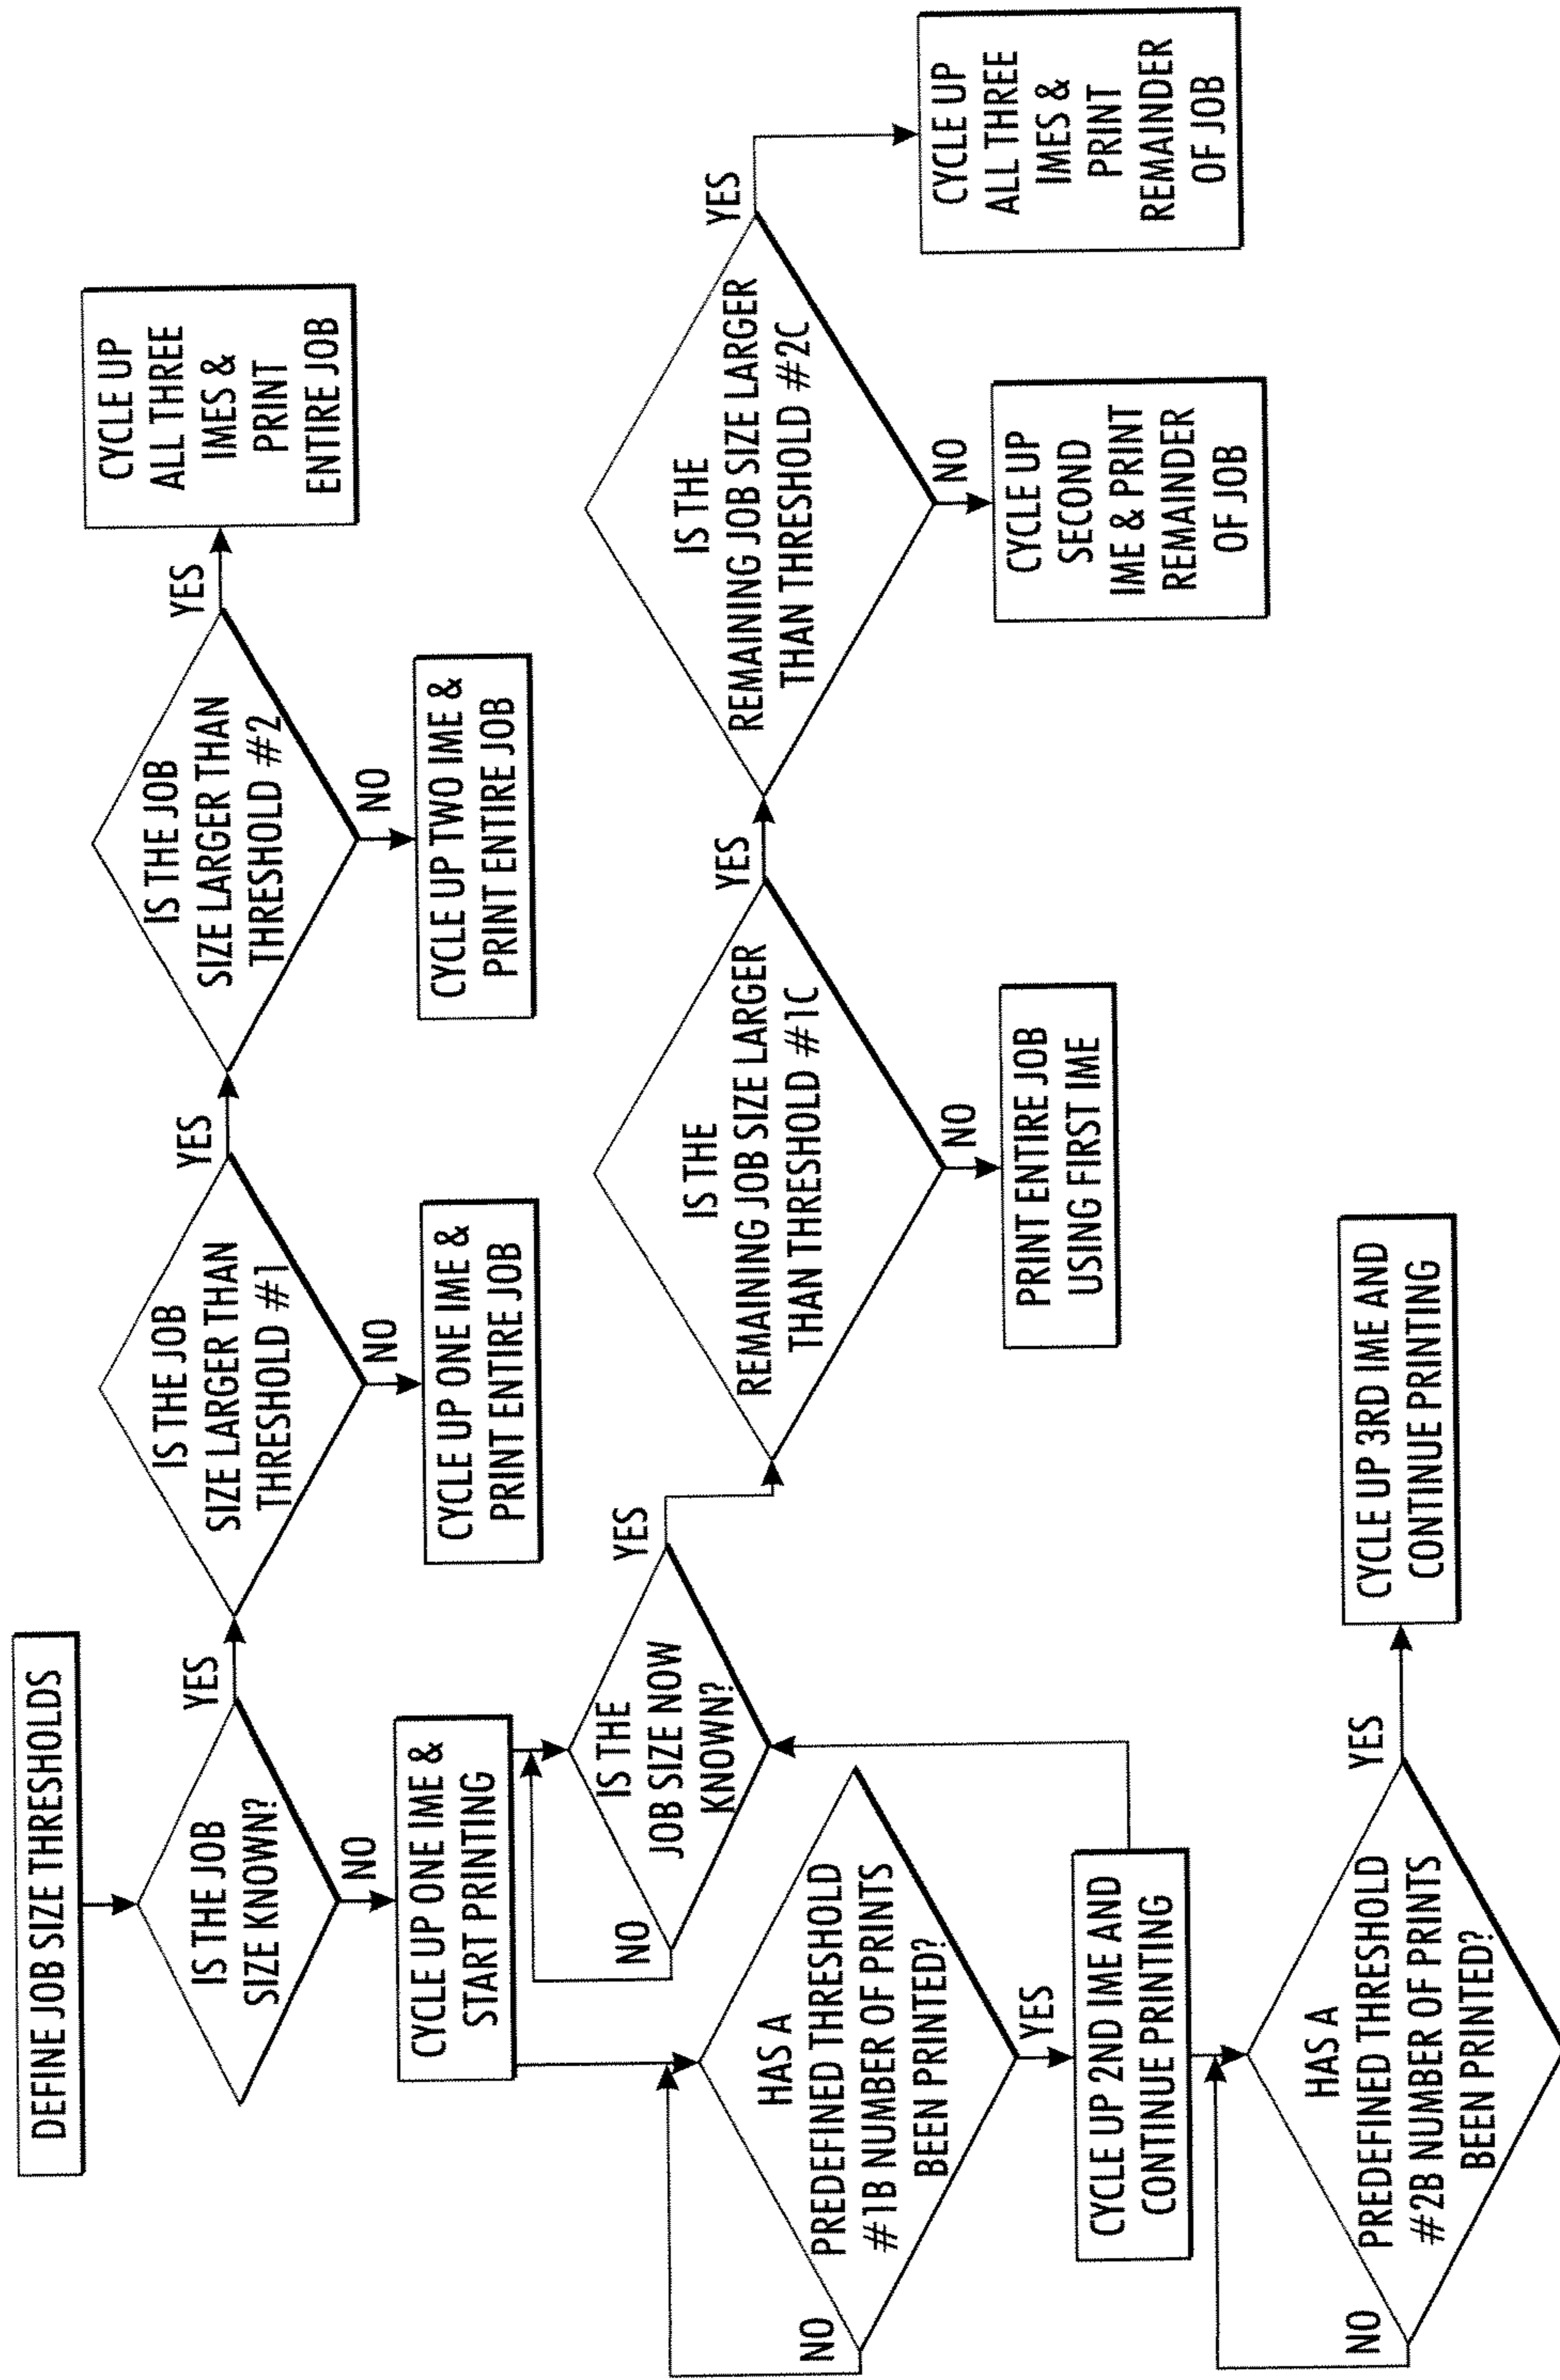 DEFINE JOB SIZE THRESHOLDS
IS THE JOB
SIZE KNOWN?
YES
NO
IS THE JOB
SIZE LARGER THAN
THRESHOLD #1
YES
NO
IS THE JOB
SIZE LARGER THAN
THRESHOLD #2
YES
NO
CYCLE UP
ALL THREE
IMES &
PRINT
ENTIRE JOB
CYCLE UP ONE IME &
START PRINTING
CYCLE UP ONE IME &
PRINT ENTIRE JOB
CYCLE UP TWO IME &
PRINT ENTIRE JOB
IS THE
JOB SIZE NOW
KNOWN?
YES
NO
IS THE
REMAINING JOB SIZE LARGER
THAN THRESHOLD #1C
YES
NO
IS THE
REMAINING JOB SIZE LARGER
THAN THRESHOLD #2C
YES
NO
CYCLE UP
ALL THREE
IMES &
PRINT
REMAINDER
OF JOB
HAS A
PREDEFINED THRESHOLD
#1B NUMBER OF PRINTS
BEEN PRINTED?
NO
YES
PRINT ENTIRE JOB
USING FIRST IME
CYCLE UP
SECOND
IME & PRINT
REMAINDER
OF JOB
CYCLE UP 2ND IME AND
CONTINUE PRINTING
HAS A
PREDEFINED THRESHOLD
#2B NUMBER OF PRINTS
BEEN PRINTED?
NO
YES
CYCLE UP 3RD IME AND
CONTINUE PRINTING